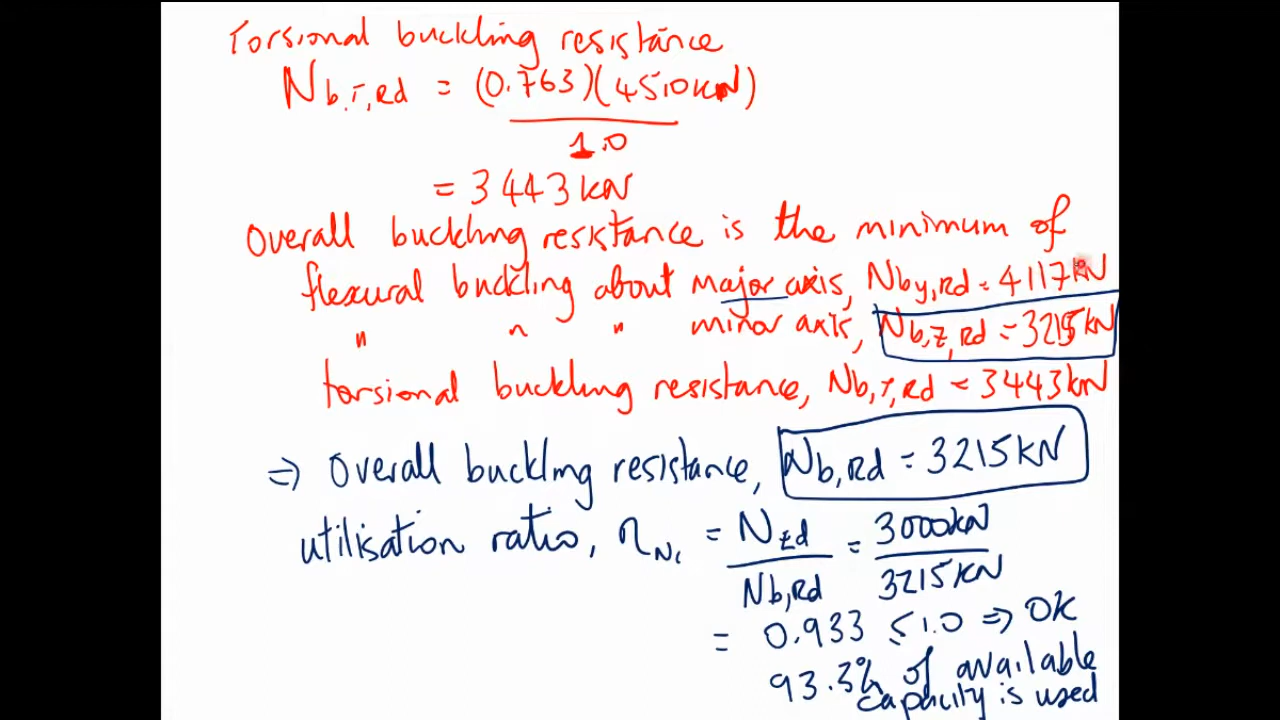 Torsional buckling resistance
Nb,T,Rd = (0.763)(4510kN)
1.0
= 3443kN
Overall buckling resistance is the minimum of
flexural buckling about major axis, Nby,Rd = 4117kN
" " " minor axis, Nb,z,Rd = 3215kN
torsional buckling resistance, Nb,T,Rd = 3443kN
⇒ Overall buckling resistance, Nb,Rd = 3215kN
utilisation ratio, ηNc = NEd / Nb,Rd = 3000kN / 3215kN
= 0.933 ≤ 1.0 ⇒ OK
93.3% of available
capacity is used